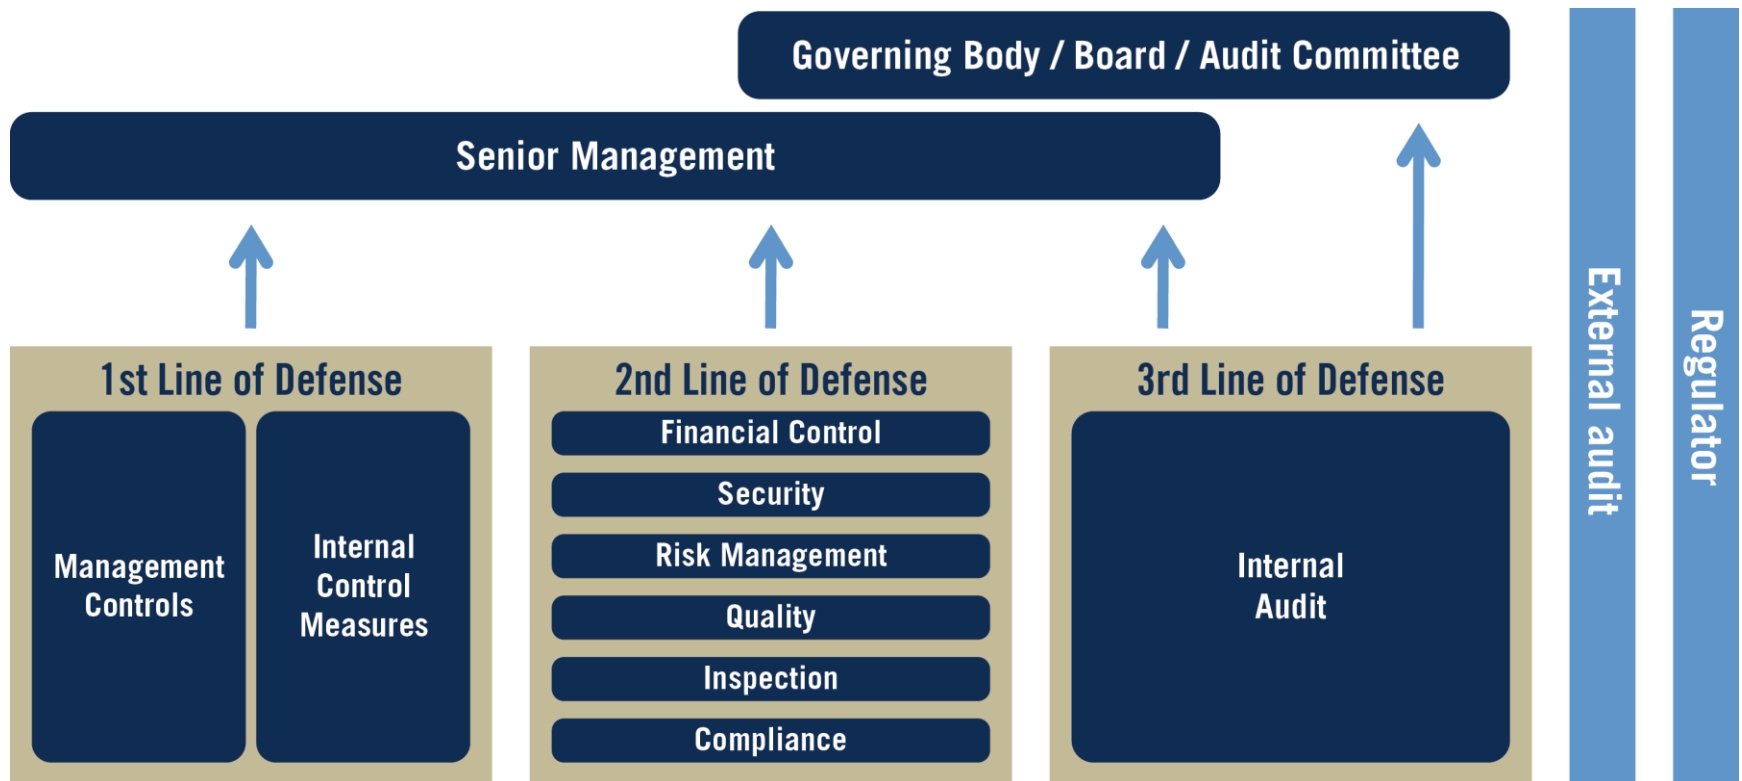 Governing Body / Board / Audit Committee
Senior Management
1st Line of Defense
Management
Controls
Internal
Control
Measures
2nd Line of Defense
Financial Control
Security
Risk Management
Quality
Inspection
Compliance
3rd Line of Defense
Internal
Audit
External audit
Regulator